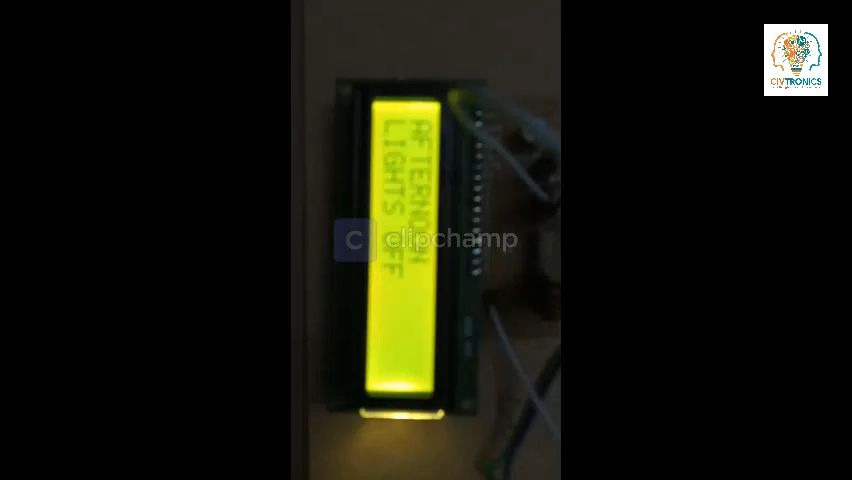 AFTERNOON
LIGHTS OFF
clipchamp
C
CIVTRONICS